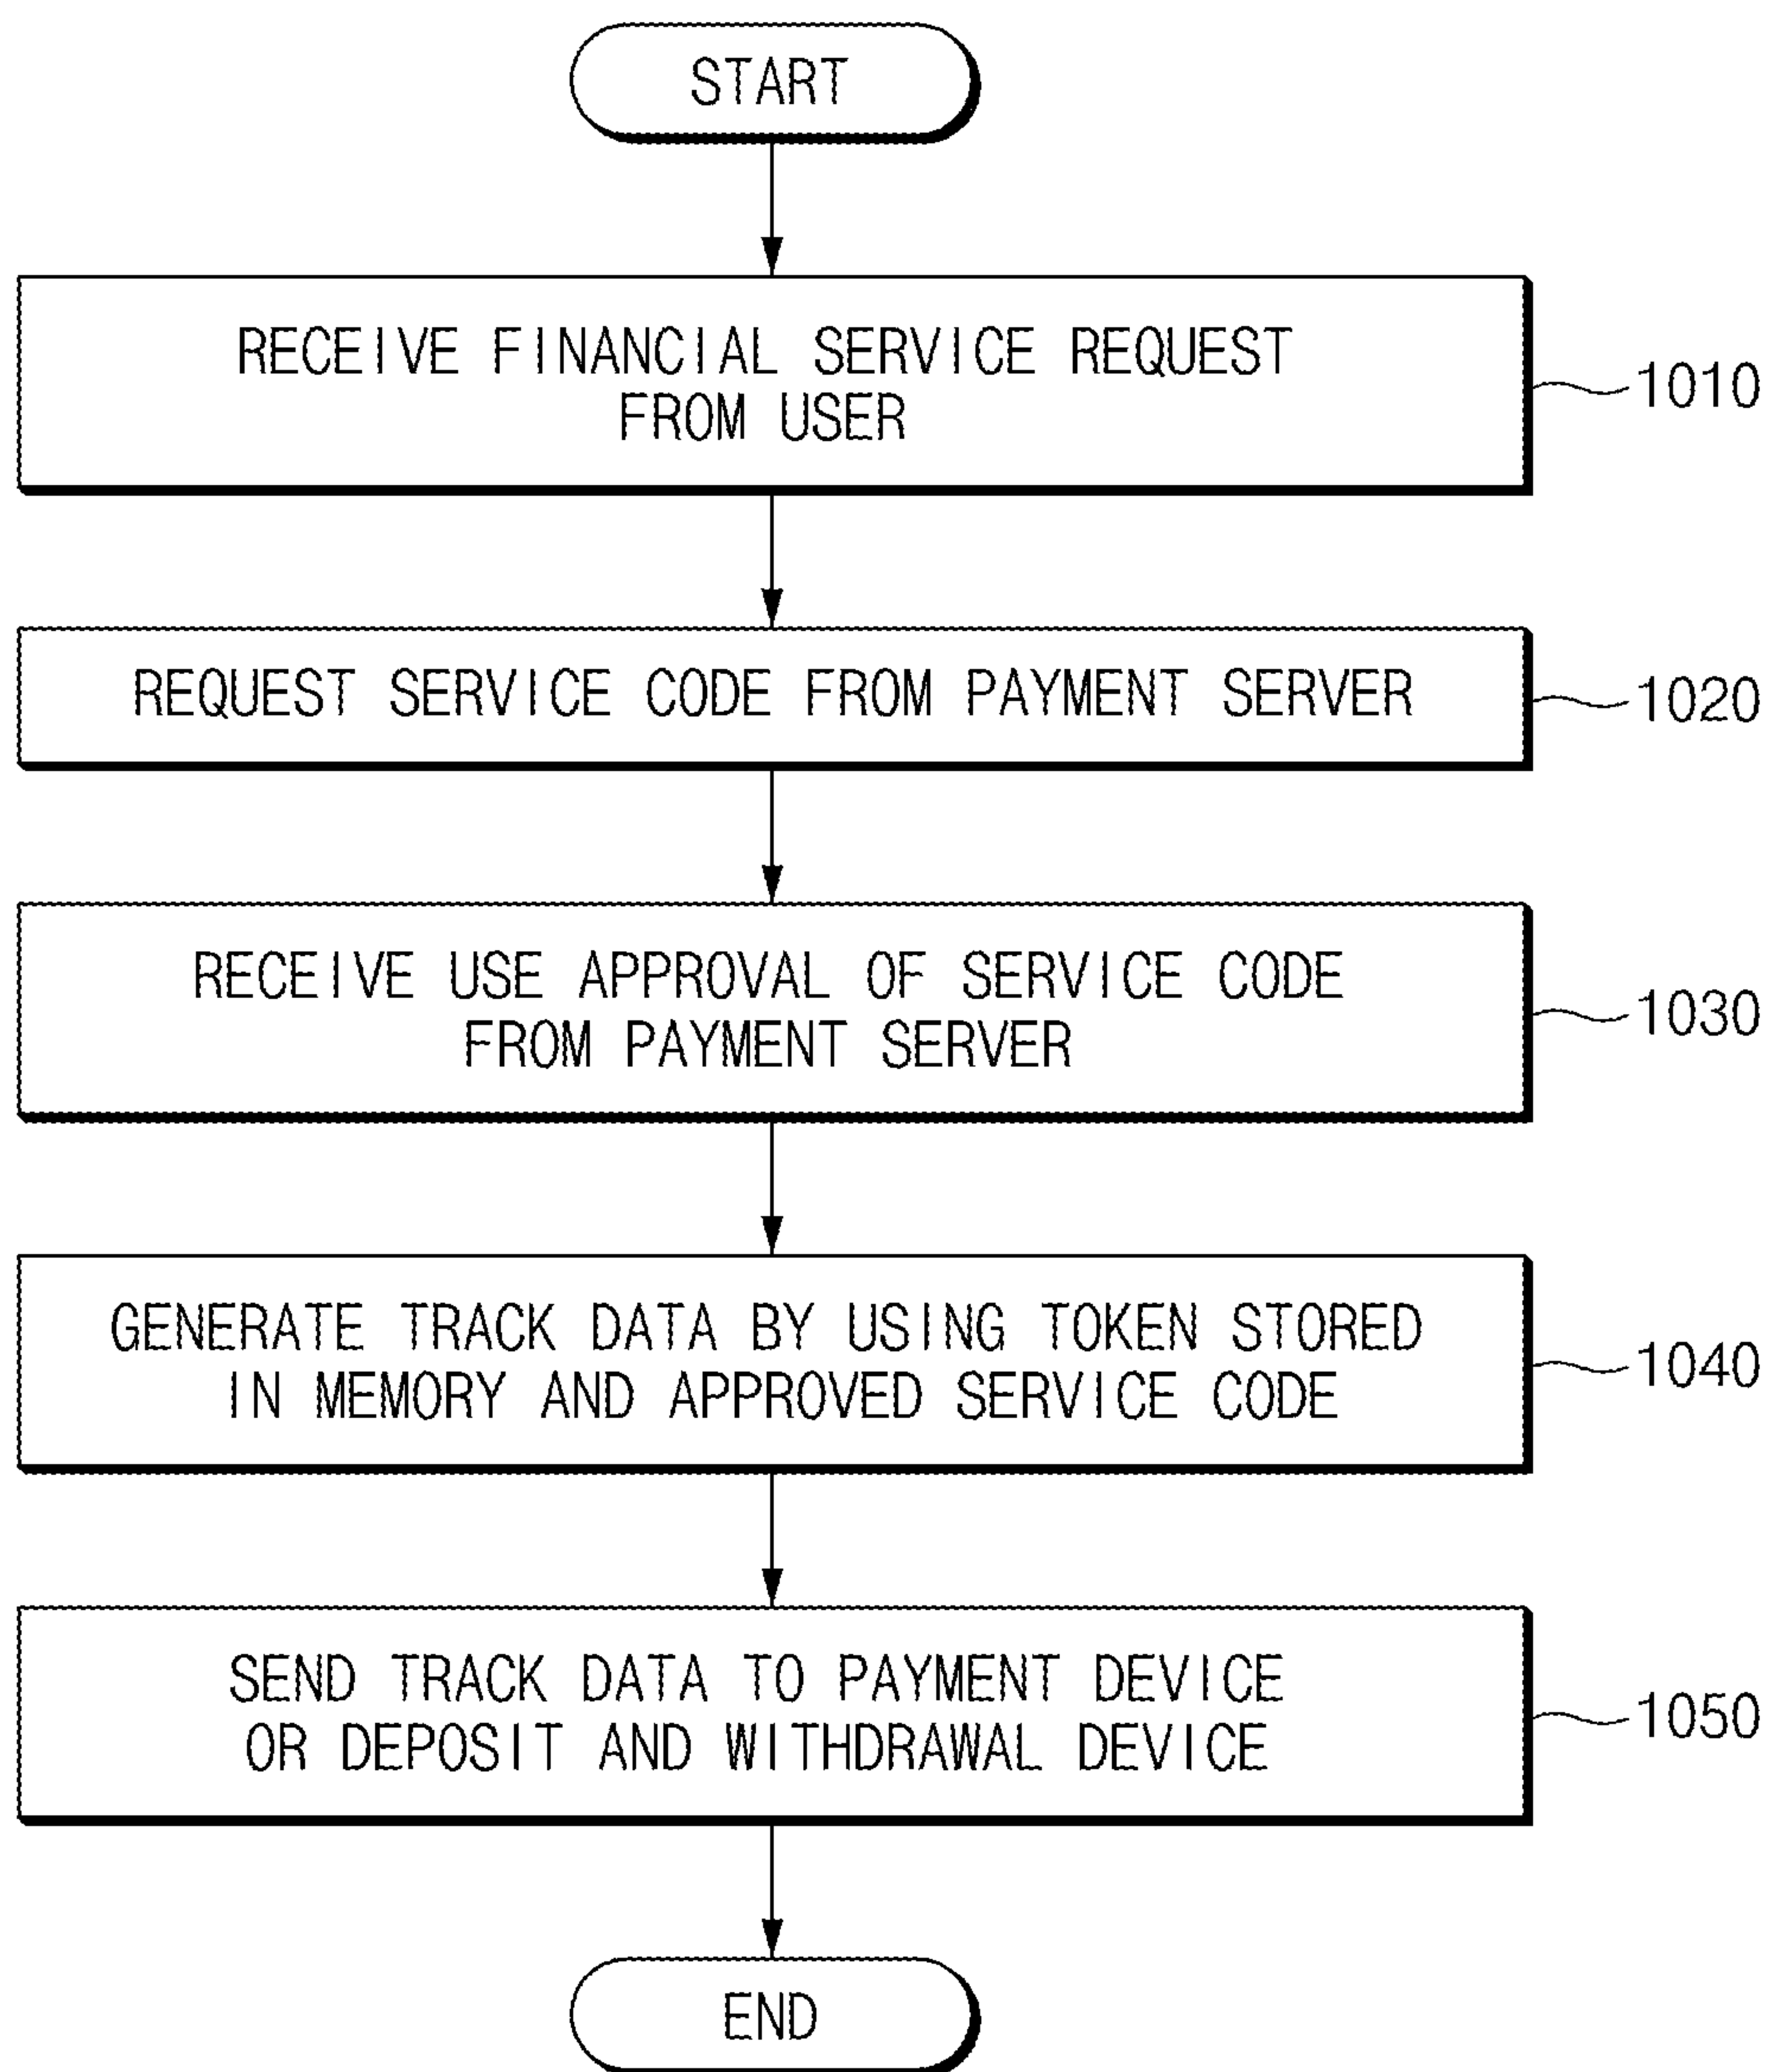 START
RECEIVE FINANCIAL SERVICE REQUEST
FROM USER
1010
REQUEST SERVICE CODE FROM PAYMENT SERVER
1020
RECEIVE USE APPROVAL OF SERVICE CODE
FROM PAYMENT SERVER
1030
GENERATE TRACK DATA BY USING TOKEN STORED
IN MEMORY AND APPROVED SERVICE CODE
1040
SEND TRACK DATA TO PAYMENT DEVICE
OR DEPOSIT AND WITHDRAWAL DEVICE
1050
END